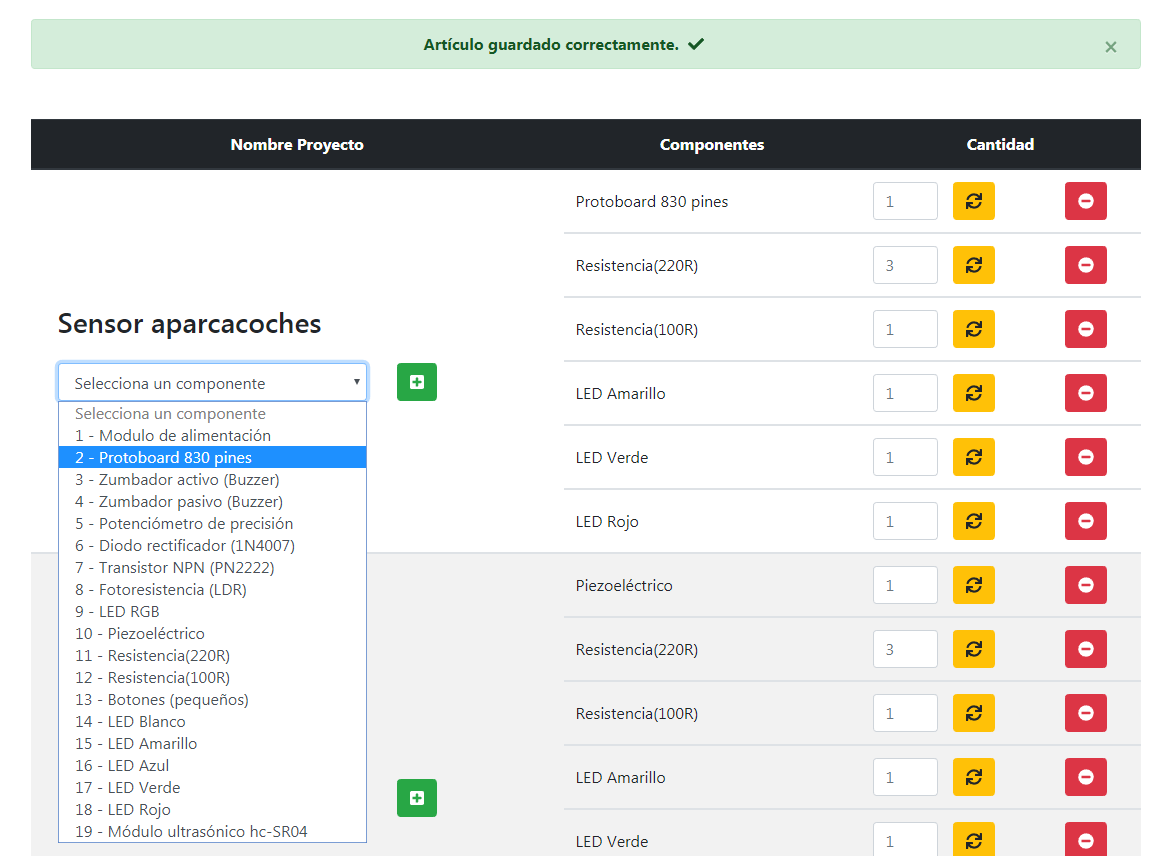 Artículo guardado correctamente.
×
Nombre Proyecto Componentes Cantidad
Protoboard 830 pines 1
Resistencia(220R) 3
Sensor aparcacoches
Resistencia(100R) 1
Selecciona un componente
LED Amarillo 1
Selecciona un componente
1 - Modulo de alimentación
2 - Protoboard 830 pines
3 - Zumbador activo (Buzzer)
4 - Zumbador pasivo (Buzzer)
5 - Potenciómetro de precisión
6 - Diodo rectificador (1N4007)
7 - Transistor NPN (PN2222)
8 - Fotoresistencia (LDR)
9 - LED RGB
10 - Piezoeléctrico
11 - Resistencia(220R)
12 - Resistencia(100R)
13 - Botones (pequeños)
14 - LED Blanco
15 - LED Amarillo
16 - LED Azul
17 - LED Verde
18 - LED Rojo
19 - Módulo ultrasónico hc-SR04
LED Verde 1
LED Rojo 1
Piezoeléctrico 1
Resistencia(220R) 3
Resistencia(100R) 1
LED Amarillo 1
LED Verde 1